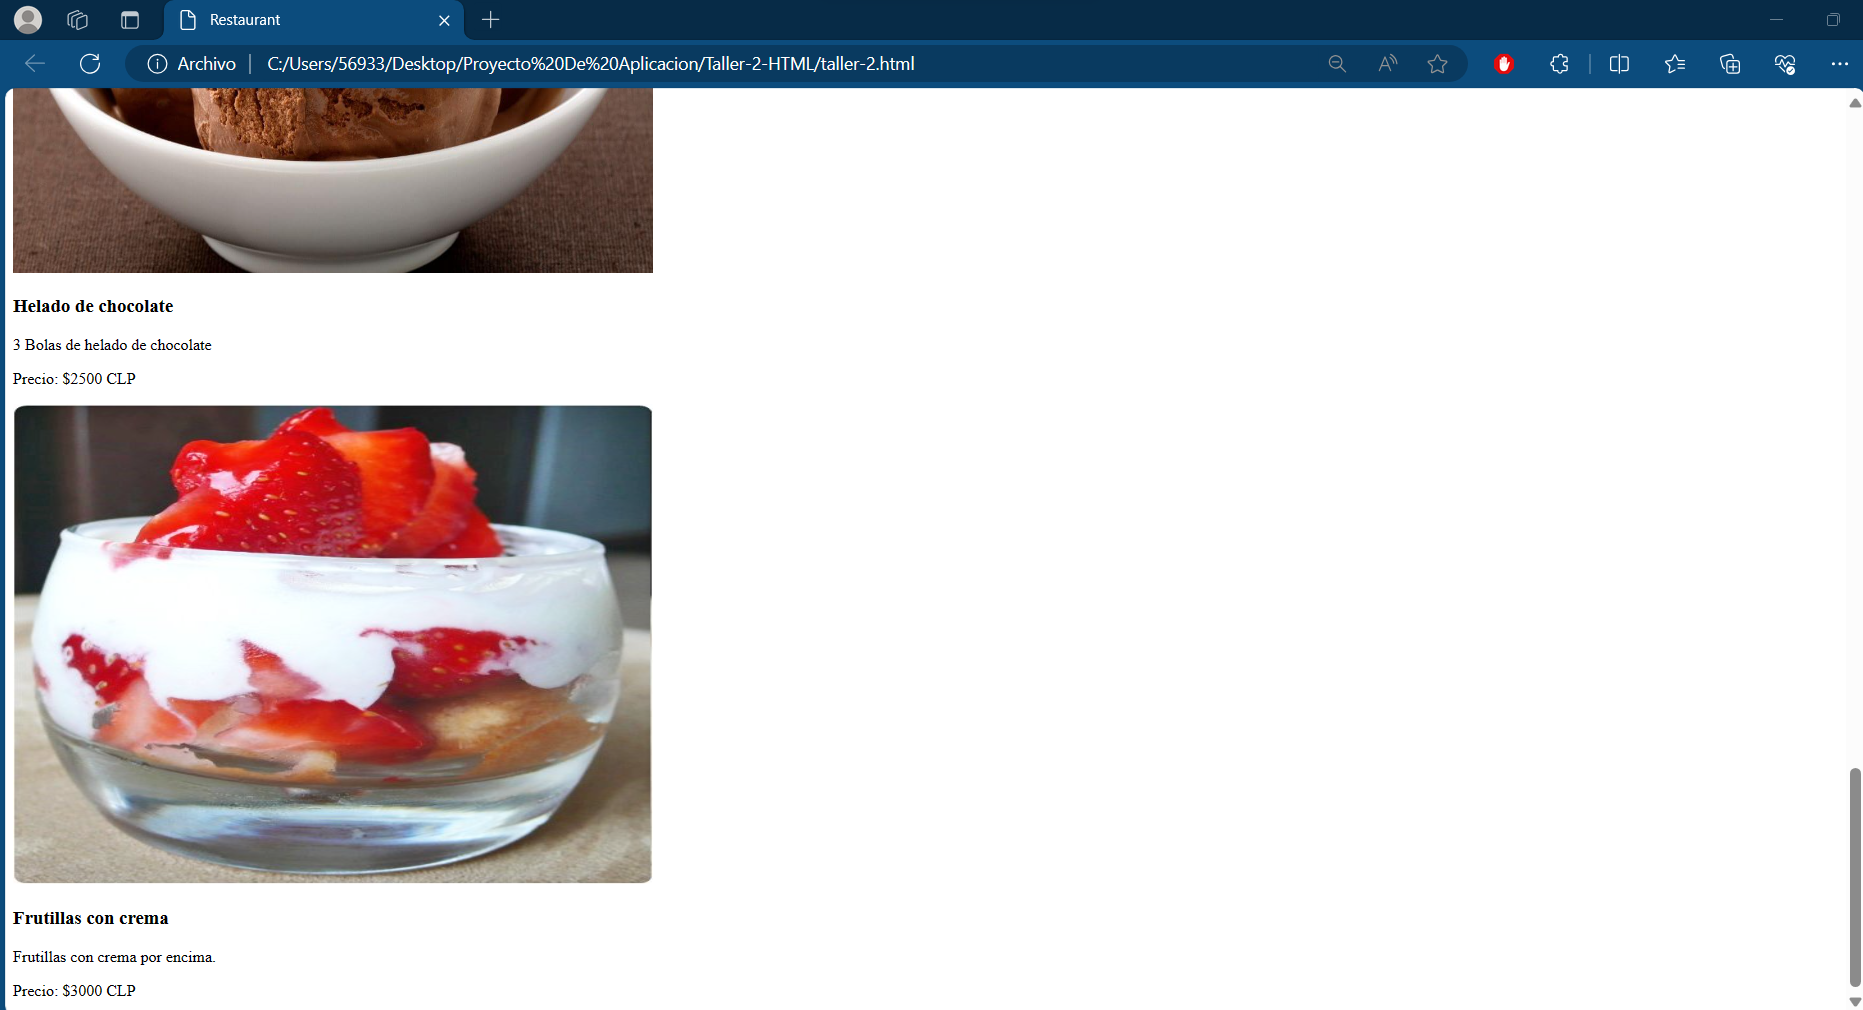 Restaurant
Archivo | C:/Users/56933/Desktop/Proyecto%20De%20Aplicacion/Taller-2-HTML/taller-2.html
Helado de chocolate
3 Bolas de helado de chocolate
Precio: $2500 CLP
Frutillas con crema
Frutillas con crema por encima.
Precio: $3000 CLP